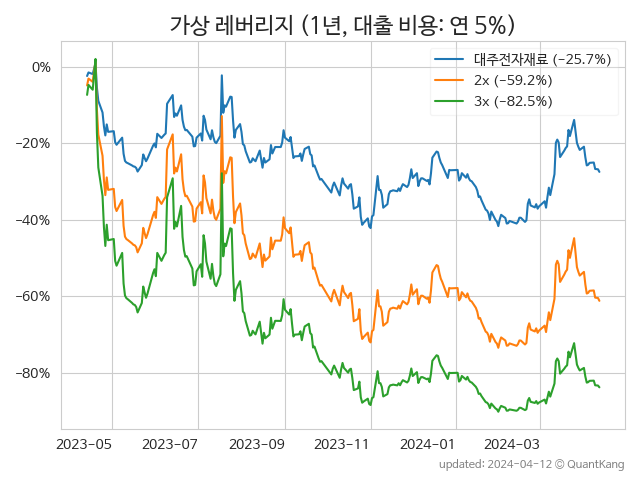 가상 레버리지 (1년, 대출 비용: 연 5%)
대주전자재료 (−25.7%)
2x (−59.2%)
3x (−82.5%)
0%
−20%
−40%
−60%
−80%
2023-05 2023-07 2023-09 2023-11 2024-01 2024-03
updated: 2024-04-12 © QuantKang